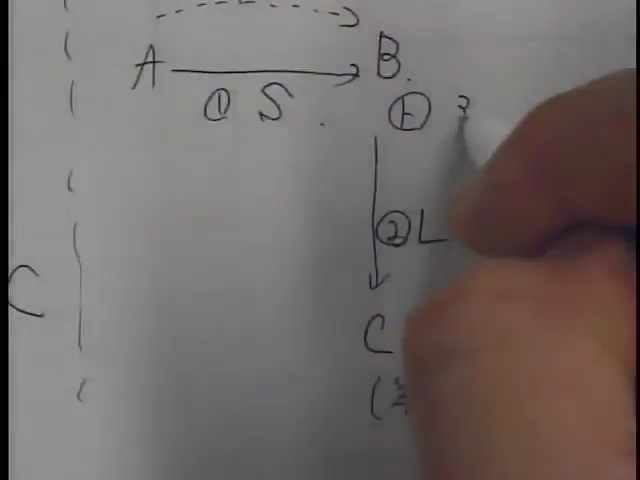 A → B.
① S
② L
C
C